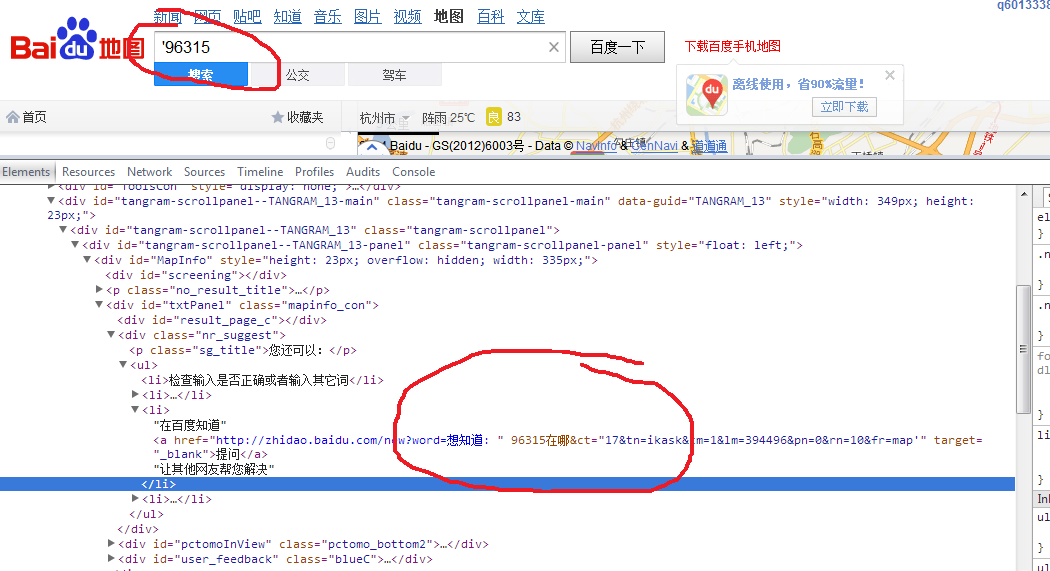 q6013338
新闻 网页 贴吧 知道 音乐 图片 视频 地图 百科 文库
Bai du 地图
'96315
百度一下
下载百度手机地图
搜索 公交 驾车
du
离线使用，省90%流量！
立即下载
首页 收藏夹 杭州市 阵雨 25℃ 良 83
Baidu - GS(2012)6003号 - Data © NavInfo & CenNavi & 道道通
Elements Resources Network Sources Timeline Profiles Audits Console
<div id="ToolsCon" style="display: none;">…</div>
<div id="tangram-scrollpanel--TANGRAM_13-main" class="tangram-scrollpanel-main" data-guid="TANGRAM_13" style="width: 349px; height:
23px;">
<div id="tangram-scrollpanel--TANGRAM_13" class="tangram-scrollpanel">
<div id="tangram-scrollpanel--TANGRAM_13-panel" class="tangram-scrollpanel-panel" style="float: left;">
<div id="MapInfo" style="height: 23px; overflow: hidden; width: 335px;">
<div id="screening"></div>
<p class="no_result_title">…</p>
<div id="txtPanel" class="mapinfo_con">
<div id="result_page_c"></div>
<div class="nr_suggest">
<p class="sg_title">您还可以：</p>
<ul>
<li>检查输入是否正确或者输入其它词</li>
<li>…</li>
<li>
"在百度知道"
<a href="http://zhidao.baidu.com/new?word=想知道: " 96315在哪&ct="17&tn=ikask&rm=1&lm=394496&pn=0&rn=10&fr=map'" target=
"_blank">提问</a>
"让其他网友帮您解决"
</li>
<li>…</li>
</ul>
</div>
<div id="pctomoInView" class="pctomo_bottom2">…</div>
<div id="user_feedback" class="blueC">…</div>